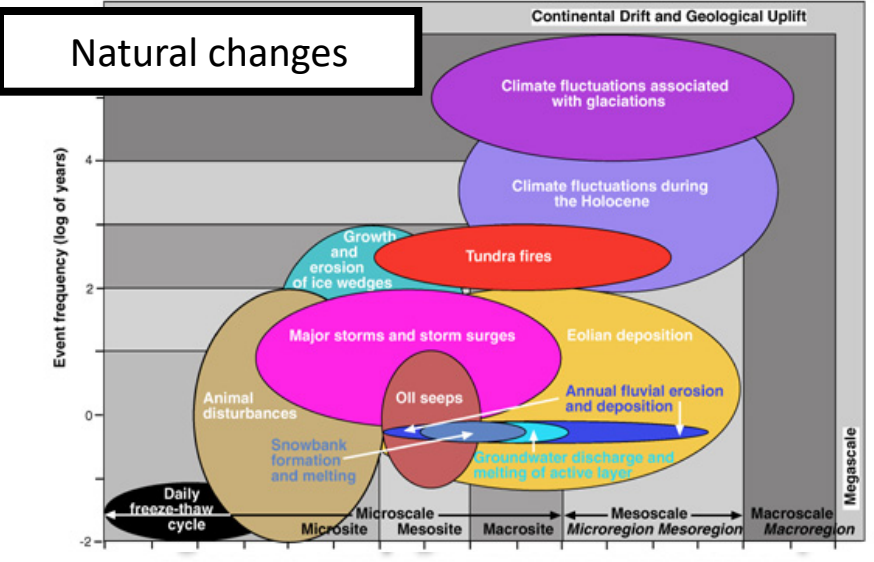 Continental Drift and Geological Uplift
Natural changes
Climate fluctuations associated
with glaciations
Event frequency (log of years)
4
Climate fluctuations during
the Holocene
Growth
and
erosion
of ice wedges
Tundra fires
2
Major storms and storm surges
Eolian deposition
Animal
disturbances
OIl seeps
Annual fluvial erosion
and deposition
0
Snowbank
formation
and melting
Groundwater discharge and
melting of active layer
Megascale
Daily
freeze-thaw
cycle
Microscale
Mesoscale
Macroscale
Microsite
Mesosite
Macrosite
Microregion
Mesoregion
Macroregion
-2